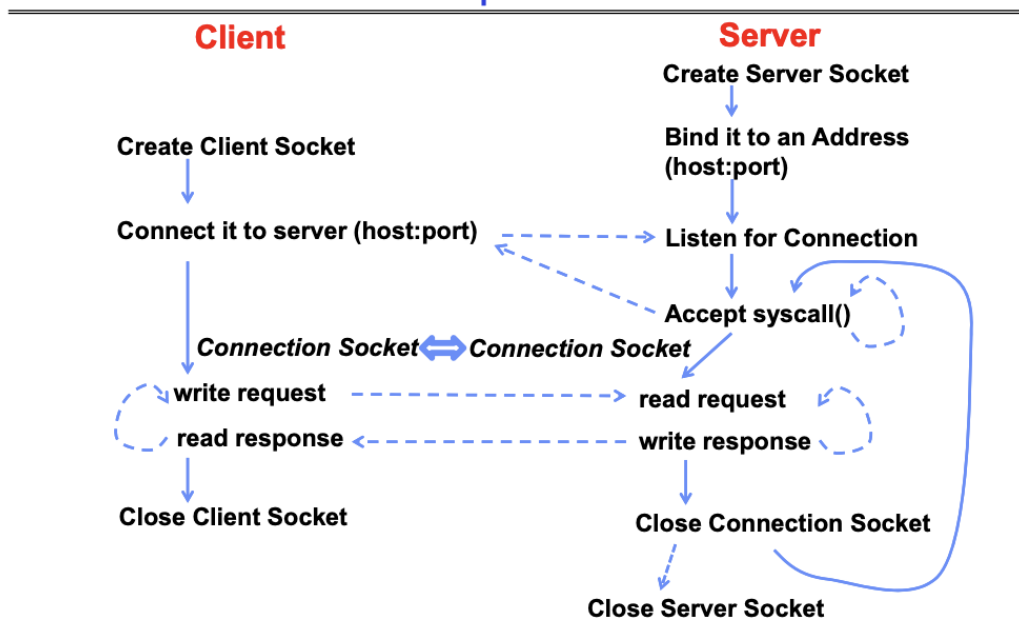 Client
Server
Create Server Socket
Create Client Socket
Bind it to an Address
(host:port)
Connect it to server (host:port)
Listen for Connection
Accept syscall()
Connection Socket
Connection Socket
write request
read request
read response
write response
Close Client Socket
Close Connection Socket
Close Server Socket